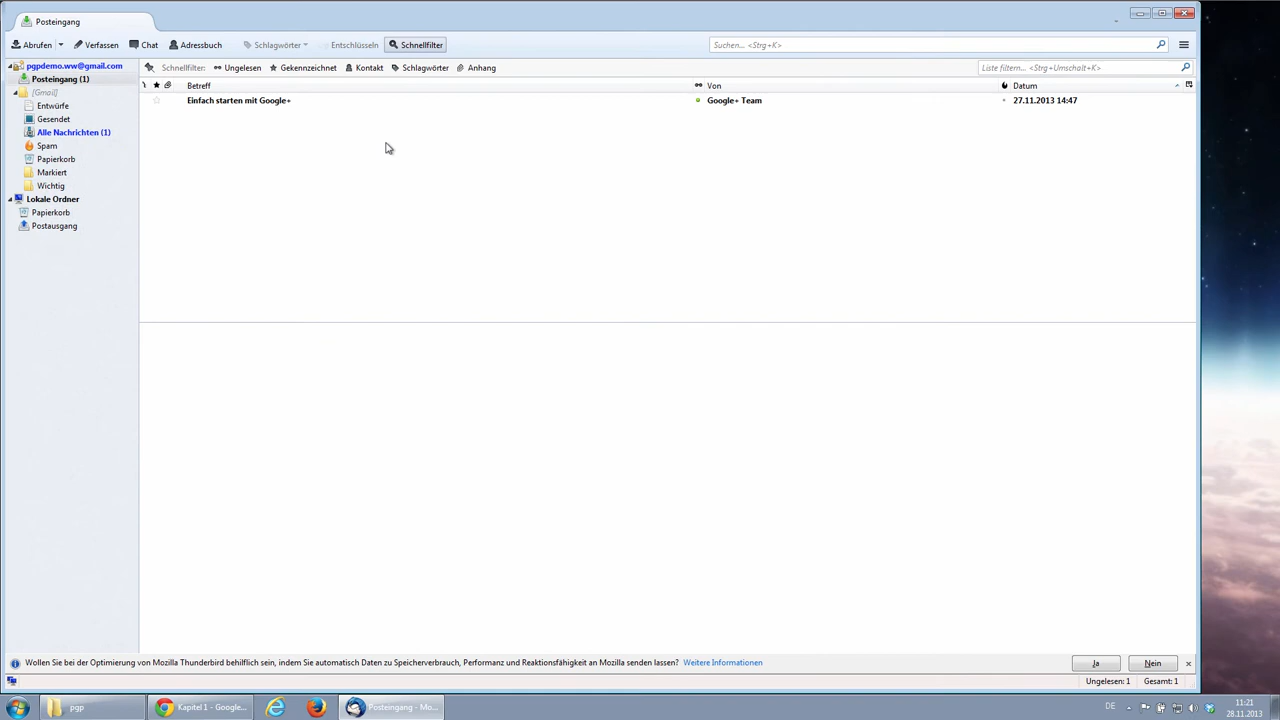 Posteingang
Abrufen Verfassen Chat Adressbuch Schlagwörter Entschlüsseln Schnellfilter Suchen... <Strg+K>
Schnellfilter: Ungelesen Gekennzeichnet Kontakt Schlagwörter Anhang Liste filtern... <Strg+Umschalt+K>
pgpdemo.ww@gmail.com
Posteingang (1)
[Gmail]
Entwürfe
Gesendet
Alle Nachrichten (1)
Spam
Papierkorb
Markiert
Wichtig
Lokale Ordner
Papierkorb
Postausgang
Betreff Von Datum
Einfach starten mit Google+ Google+ Team 27.11.2013 14:47
Wollen Sie bei der Optimierung von Mozilla Thunderbird behilflich sein, indem Sie automatisch Daten zu Speicherverbrauch, Performanz und Reaktionsfähigkeit an Mozilla senden lassen? Weitere Informationen Ja Nein
Ungelesen: 1 Gesamt: 1
pgp Kapitel 1 - Google... Posteingang - Mo... DE 11:21
28.11.2013